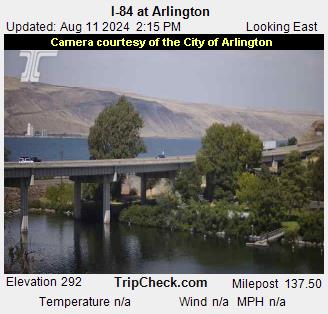 I-84 at Arlington
Updated: Aug 11 2024 2:15 PM Looking East
Camera courtesy of the City of Arlington
Elevation 292 TripCheck.com Milepost 137.50
Temperature n/a Wind n/a MPH n/a